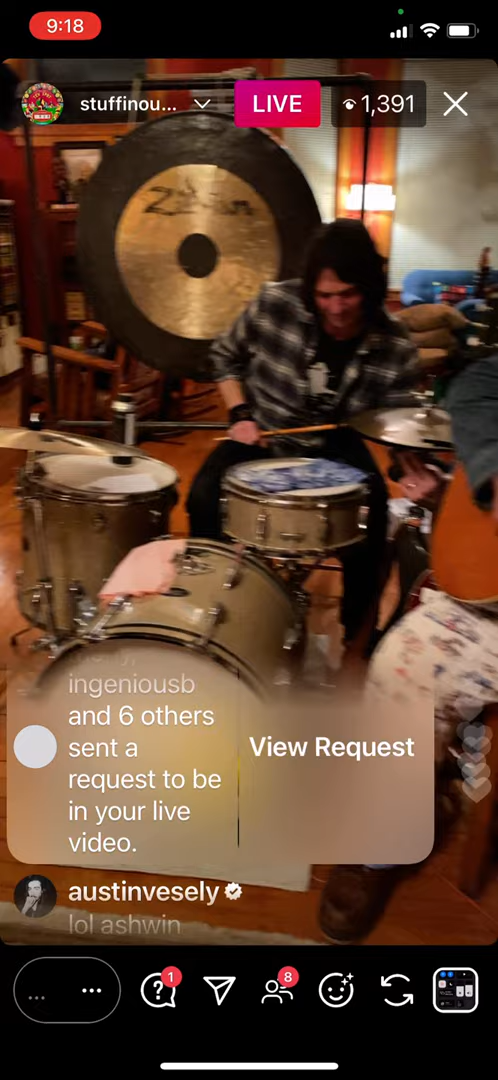 9:18
stuffinou...
LIVE
1,391
ingeniousb
and 6 others
sent a
request to be
in your live
video.
View Request
austinvesely
lol ashwin
1
8